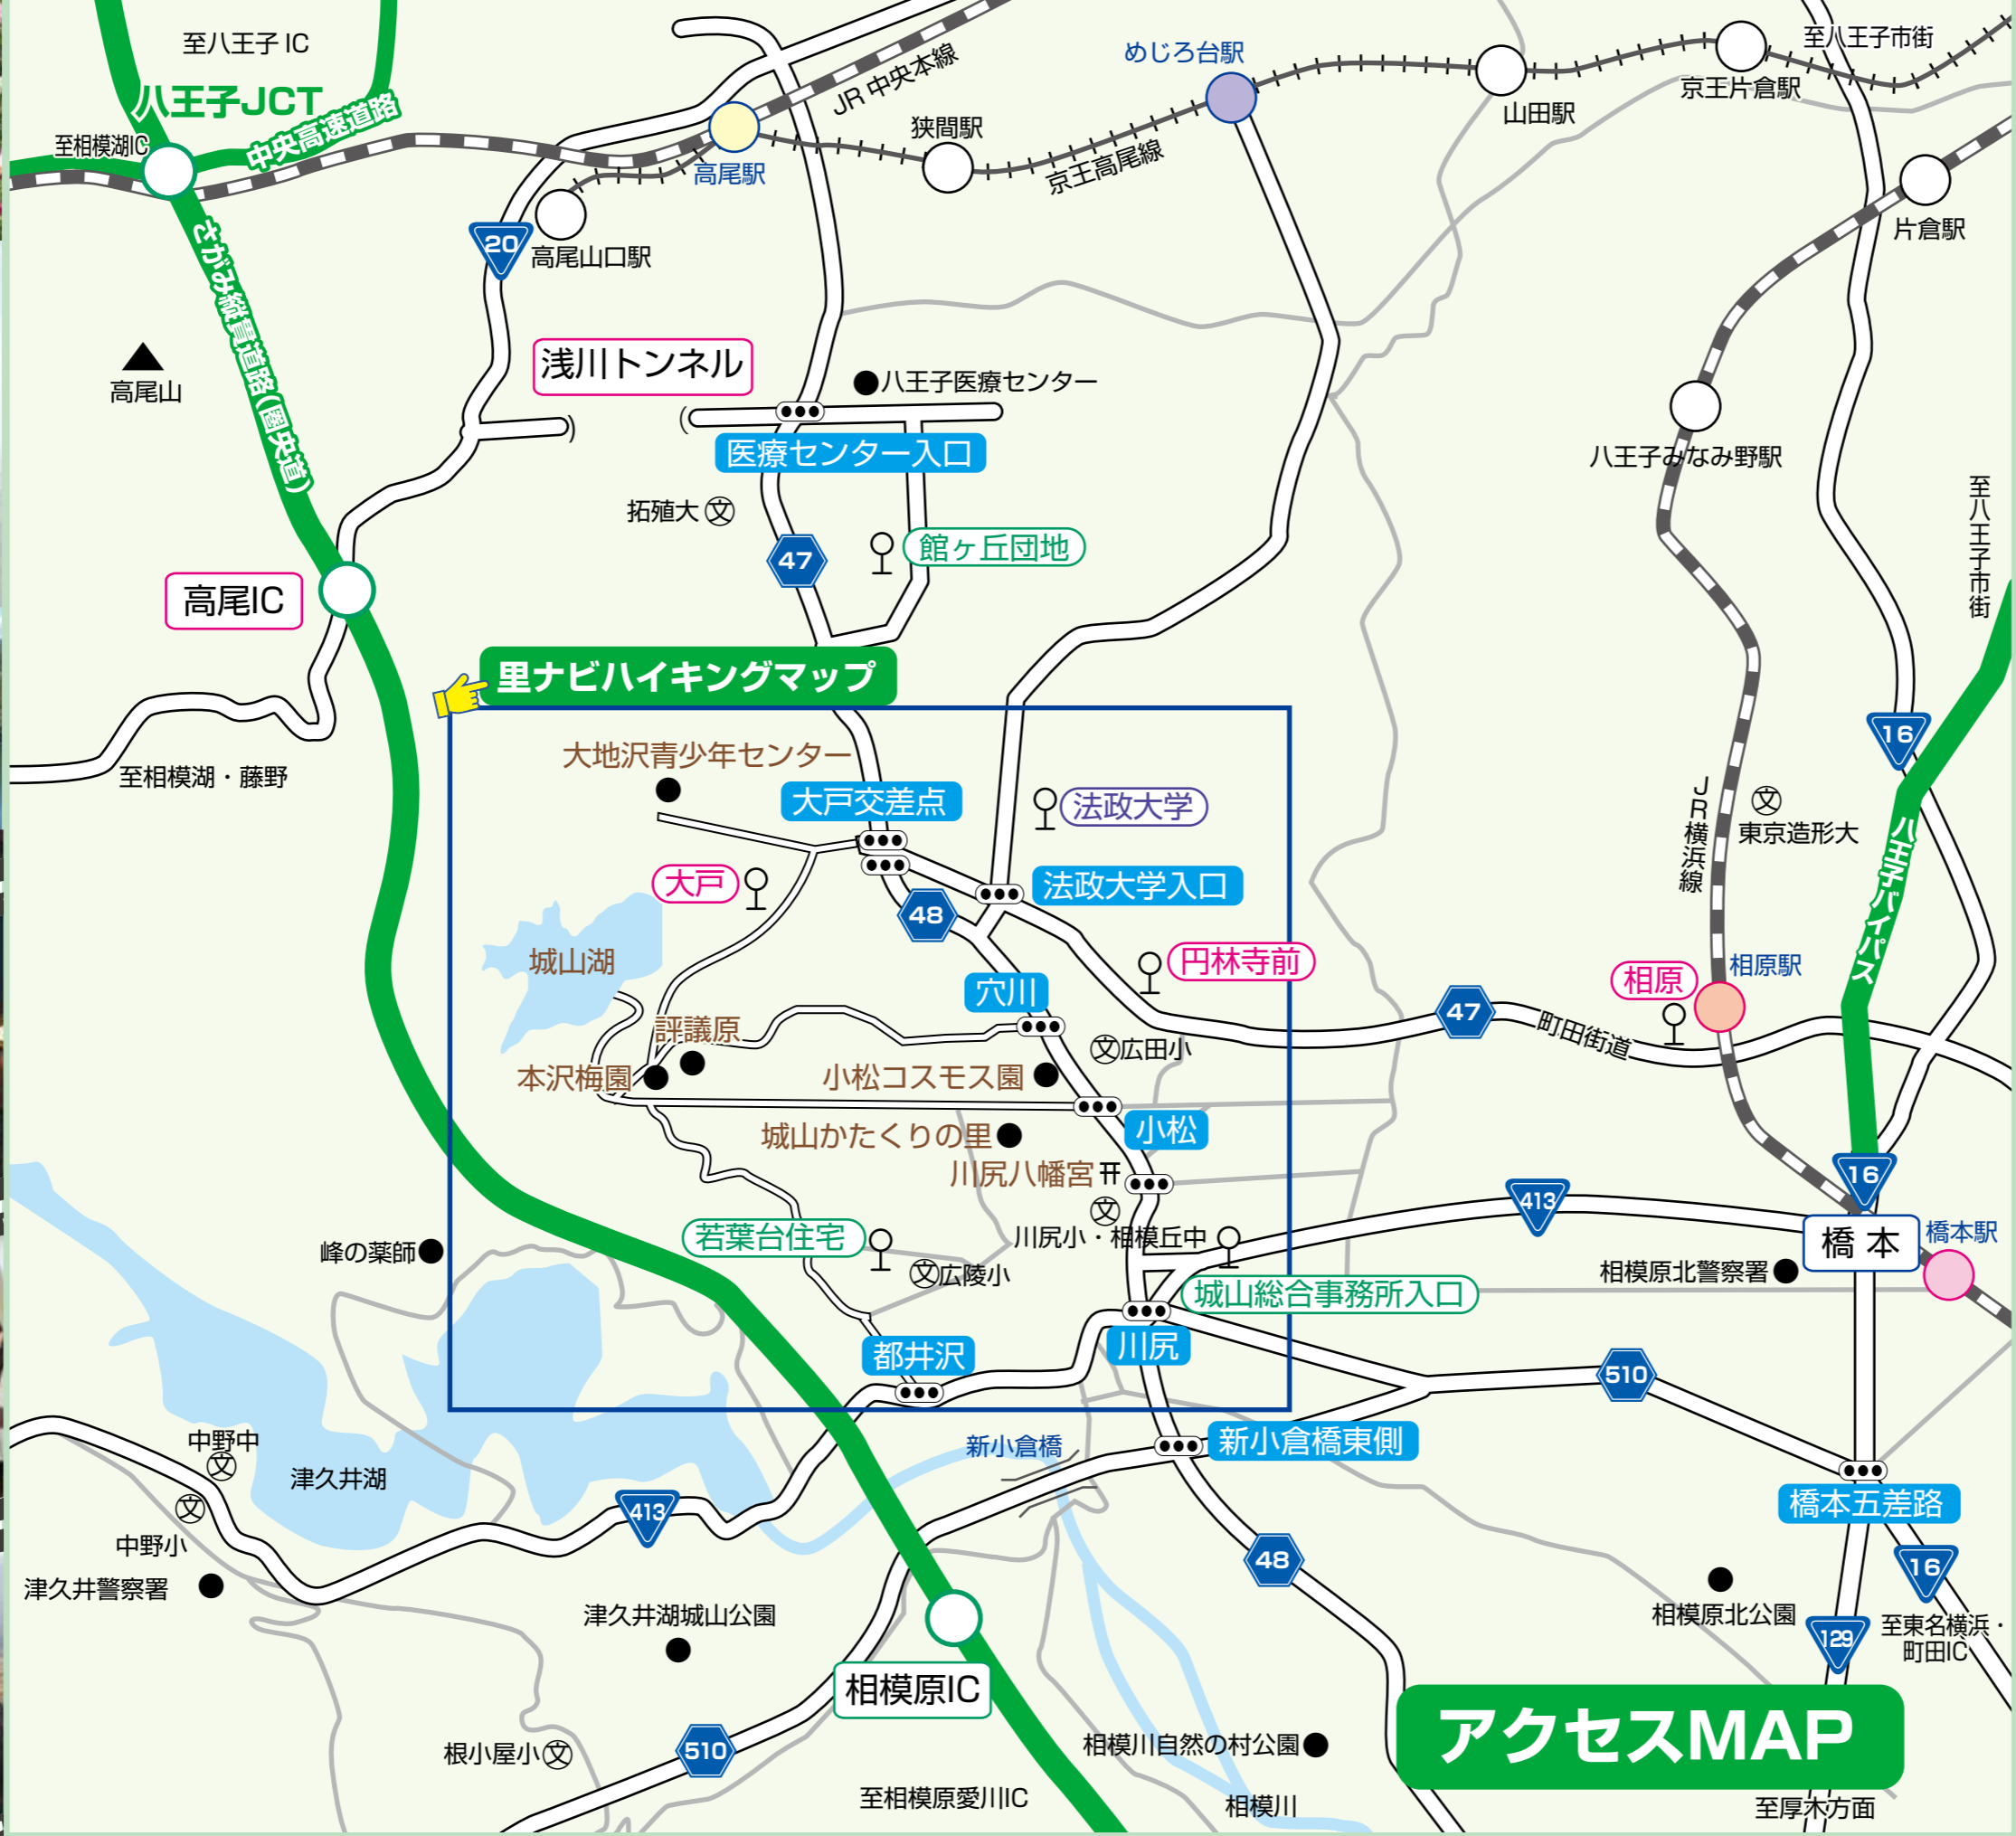 至八王子 IC
八王子JCT
至相模湖IC
中央高速道路
さがみ縦貫道路(圏央道)
JR 中央本線
高尾駅
狭間駅
京王高尾線
めじろ台駅
山田駅
京王片倉駅
至八王子市街
片倉駅
20
高尾山口駅
高尾山
浅川トンネル
八王子医療センター
医療センター入口
拓殖大 文
47
館ヶ丘団地
八王子みなみ野駅
至八王子市街
高尾IC
至相模湖・藤野
里ナビハイキングマップ
大地沢青少年センター
大戸交差点
法政大学
大戸
48
法政大学入口
城山湖
円林寺前
穴川
評議原
本沢梅園
小松コスモス園
文広田小
小松
城山かたくりの里
川尻八幡宮
文
川尻小・相模丘中
若葉台住宅
文広陵小
城山総合事務所入口
都井沢
川尻
16
JR横浜線
文
東京造形大
八王子バイパス
相原
相原駅
47
町田街道
16
413
橋本
橋本駅
相模原北警察署
峰の薬師
510
新小倉橋
新小倉橋東側
橋本五差路
中野中
文
津久井湖
文
中野小
413
津久井警察署
48
16
相模原北公園
129
至東名横浜・
町田IC
津久井湖城山公園
相模原IC
根小屋小文
510
相模川自然の村公園
至相模原愛川IC
相模川
アクセスMAP
至厚木方面